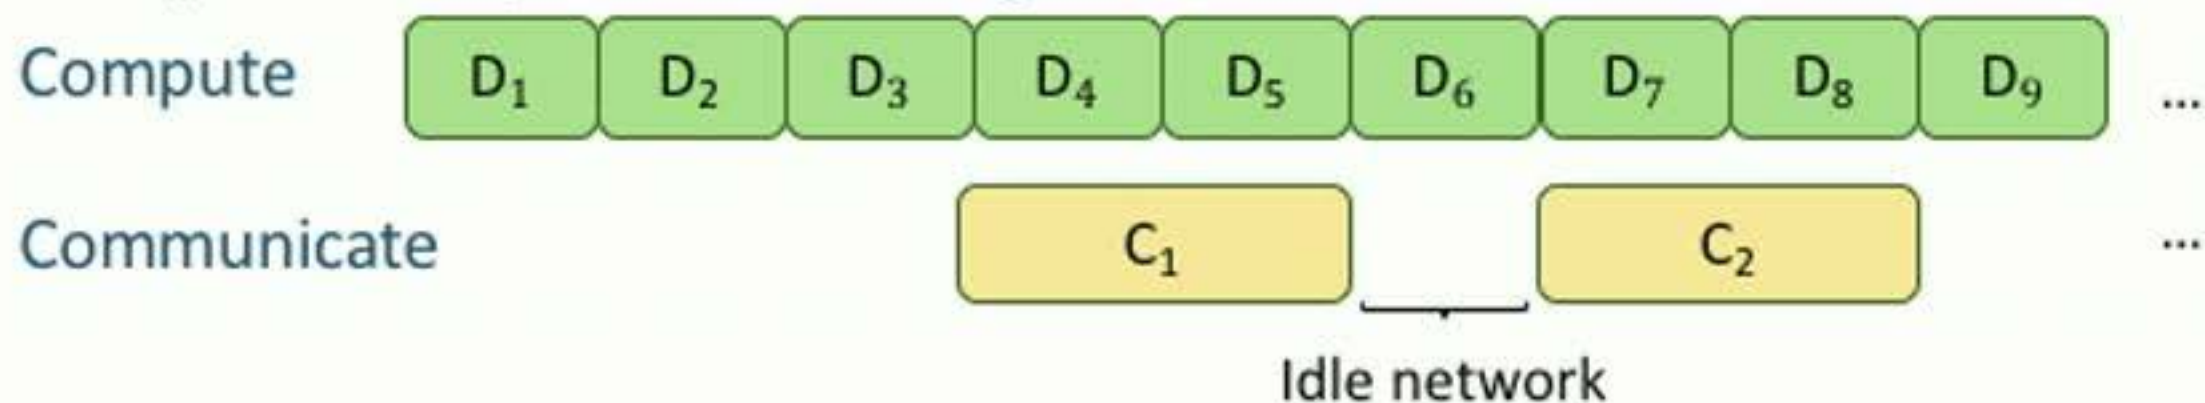 Compute D₁ D₂ D₃ D₄ D₅ D₆ D₇ D₈ D₉ ...
Communicate C₁ C₂ ...
Idle network